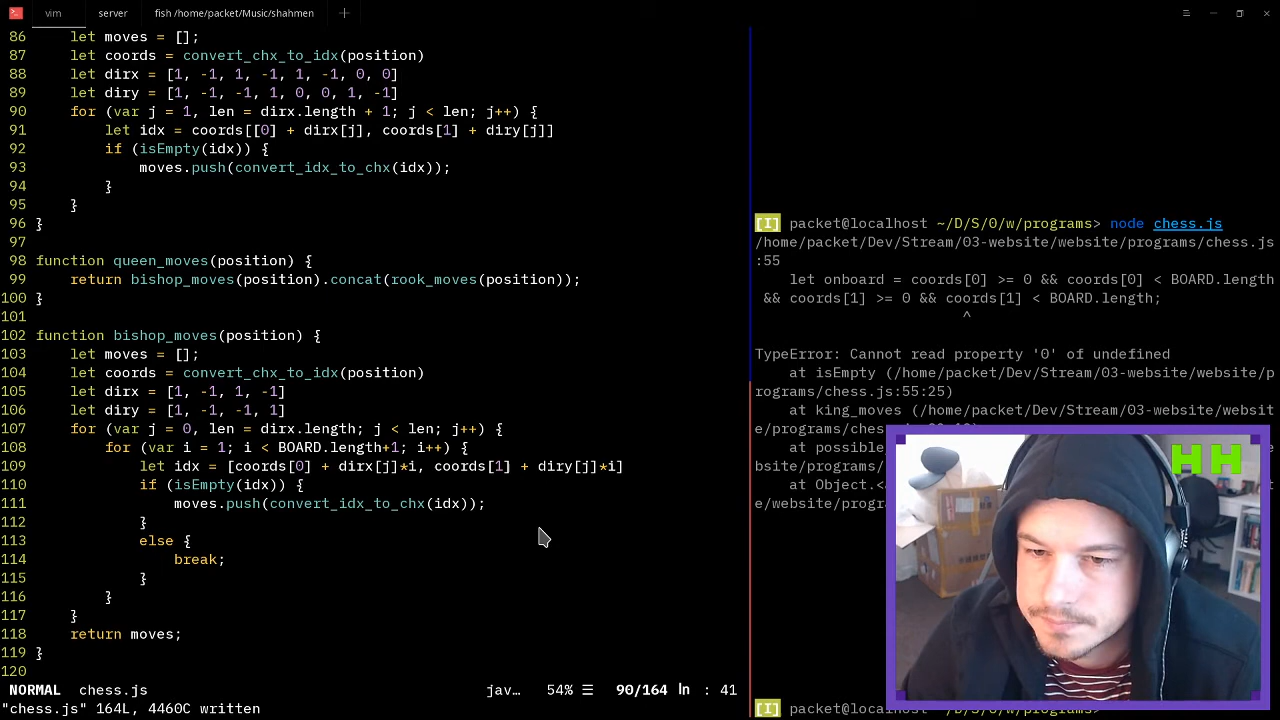 vim server fish /home/packet/Music/shahmen
86 let moves = [];
87 let coords = convert_chx_to_idx(position)
88 let dirx = [1, -1, 1, -1, 1, -1, 0, 0]
89 let diry = [1, -1, -1, 1, 0, 0, 1, -1]
90 for (var j = 1, len = dirx.length + 1; j < len; j++) {
91 let idx = coords[[0] + dirx[j], coords[1] + diry[j]]
92 if (isEmpty(idx)) {
93 moves.push(convert_idx_to_chx(idx));
94 }
95 }
96 }
97
98 function queen_moves(position) {
99 return bishop_moves(position).concat(rook_moves(position));
100 }
101
102 function bishop_moves(position) {
103 let moves = [];
104 let coords = convert_chx_to_idx(position)
105 let dirx = [1, -1, 1, -1]
106 let diry = [1, -1, -1, 1]
107 for (var j = 0, len = dirx.length; j < len; j++) {
108 for (var i = 1; i < BOARD.length+1; i++) {
109 let idx = [coords[0] + dirx[j]*i, coords[1] + diry[j]*i]
110 if (isEmpty(idx)) {
111 moves.push(convert_idx_to_chx(idx));
112 }
113 else {
114 break;
115 }
116 }
117 }
118 return moves;
119 }
120
NORMAL chess.js jav… 54% ☰ 90/164 ln : 41
"chess.js" 164L, 4460C written
[I] packet@localhost ~/D/S/0/w/programs> node chess.js
/home/packet/Dev/Stream/03-website/website/programs/chess.js
:55
let onboard = coords[0] >= 0 && coords[0] < BOARD.length
&& coords[1] >= 0 && coords[1] < BOARD.length;
^
TypeError: Cannot read property '0' of undefined
at isEmpty (/home/packet/Dev/Stream/03-website/website/p
rograms/chess.js:55:25)
at king_moves (/home/packet/Dev/Stream/03-website/websit
e/programs/ches
at possible
bsite/programs/
at Object.<a
e/website/progra
HH
[I] packet@localhost ~/D/S/0/w/programs>